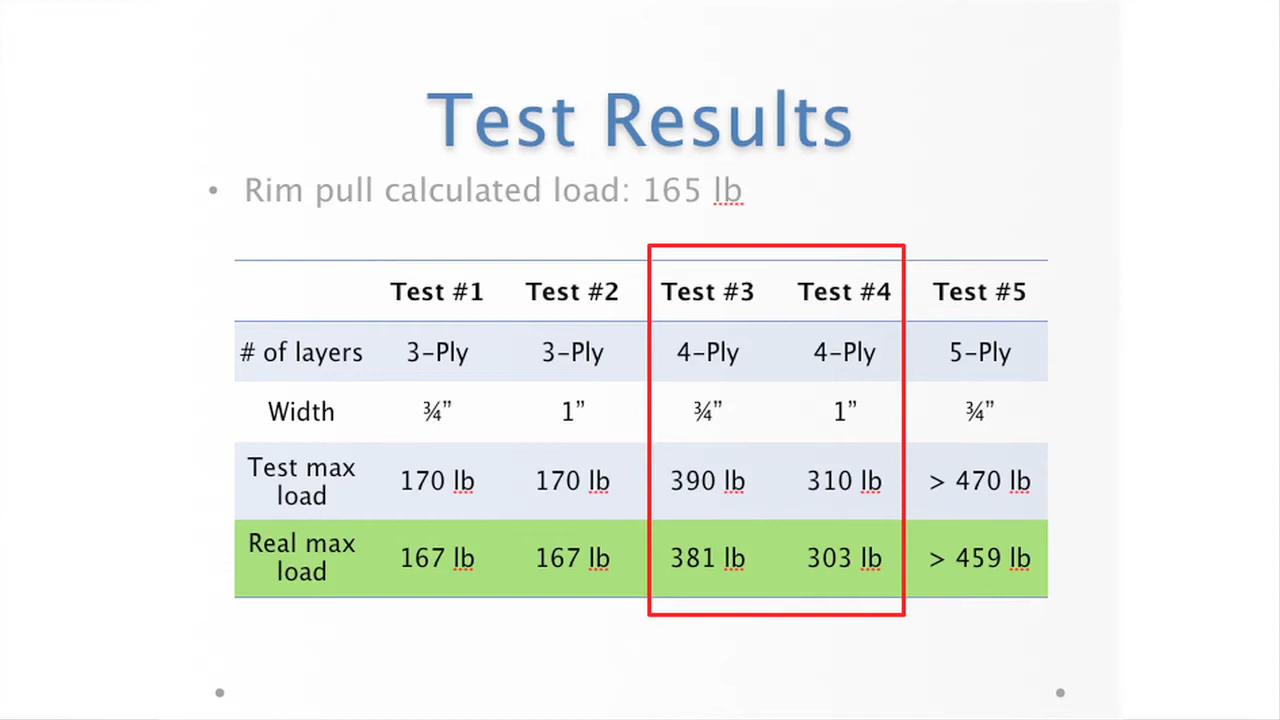 Test Results
• Rim pull calculated load: 165 lb
Test #1 Test #2 Test #3 Test #4 Test #5
# of layers 3-Ply 3-Ply 4-Ply 4-Ply 5-Ply
Width ¾” 1” ¾” 1” ¾”
Test max load 170 lb 170 lb 390 lb 310 lb > 470 lb
Real max load 167 lb 167 lb 381 lb 303 lb > 459 lb